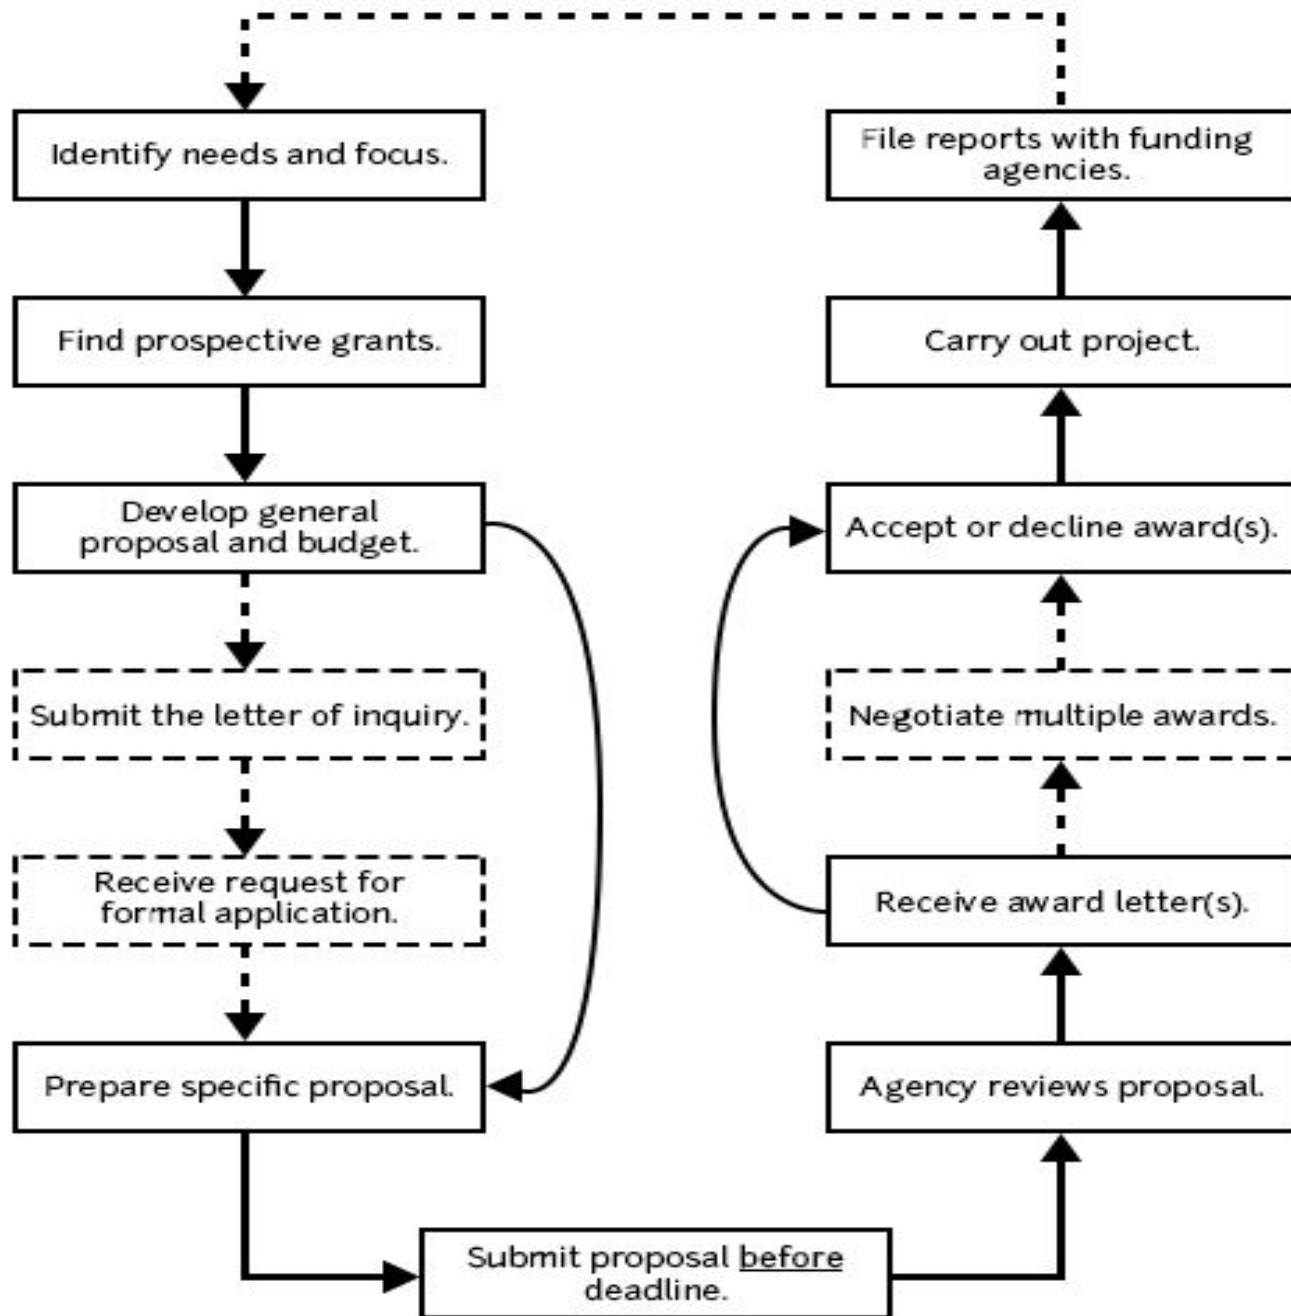 Identify needs and focus.
Find prospective grants.
Develop general
proposal and budget.
Submit the letter of inquiry.
Receive request for
formal application.
Prepare specific proposal.
Submit proposal before
deadline.
Agency reviews proposal.
Receive award letter(s).
Negotiate multiple awards.
Accept or decline award(s).
Carry out project.
File reports with funding
agencies.